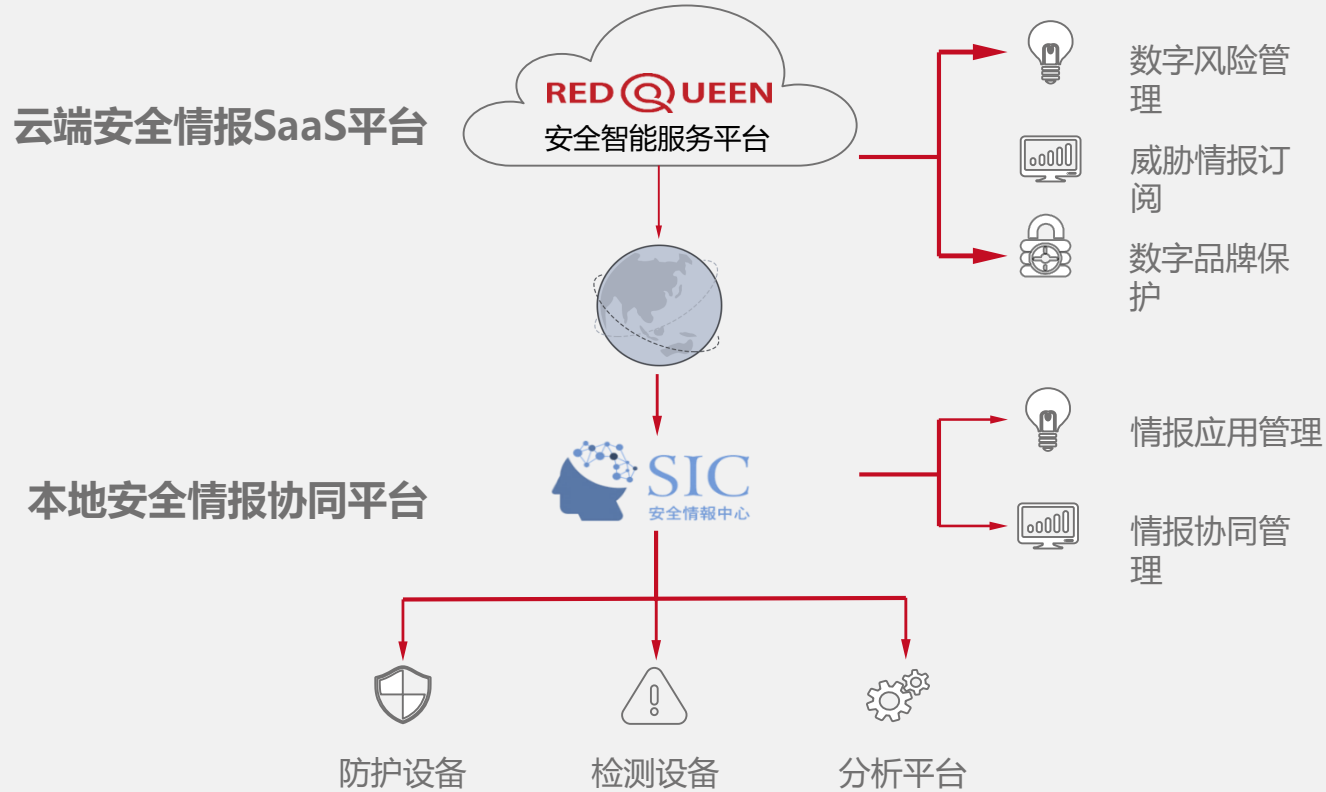 云端安全情报SaaS平台
RED QUEEN
安全智能服务平台
数字风险管
理
威胁情报订
阅
数字品牌保
护
本地安全情报协同平台
SIC
安全情報中心
情报应用管理
情报协同管
理
防护设备
检测设备
分析平台